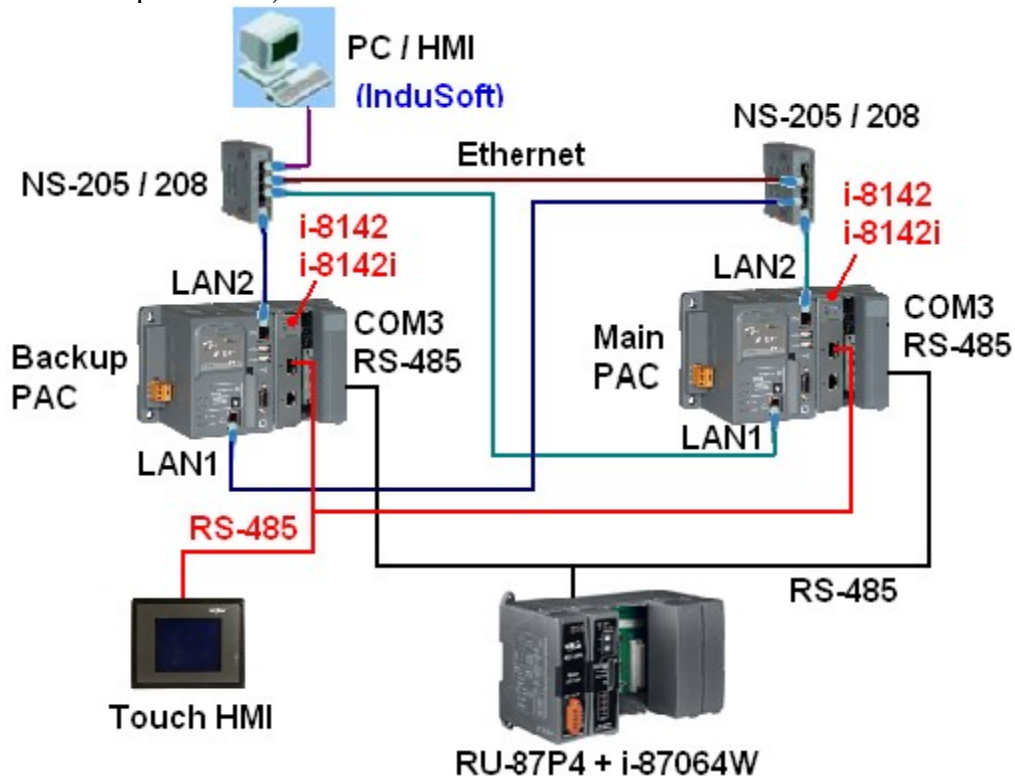 PC / HMI
(InduSoft)
NS-205 / 208
Ethernet
NS-205 / 208
i-8142
i-8142i
i-8142
i-8142i
LAN2
LAN2
COM3
RS-485
COM3
RS-485
Backup
PAC
Main
PAC
LAN1
LAN1
RS-485
RS-485
Touch HMI
RU-87P4 + i-87064W